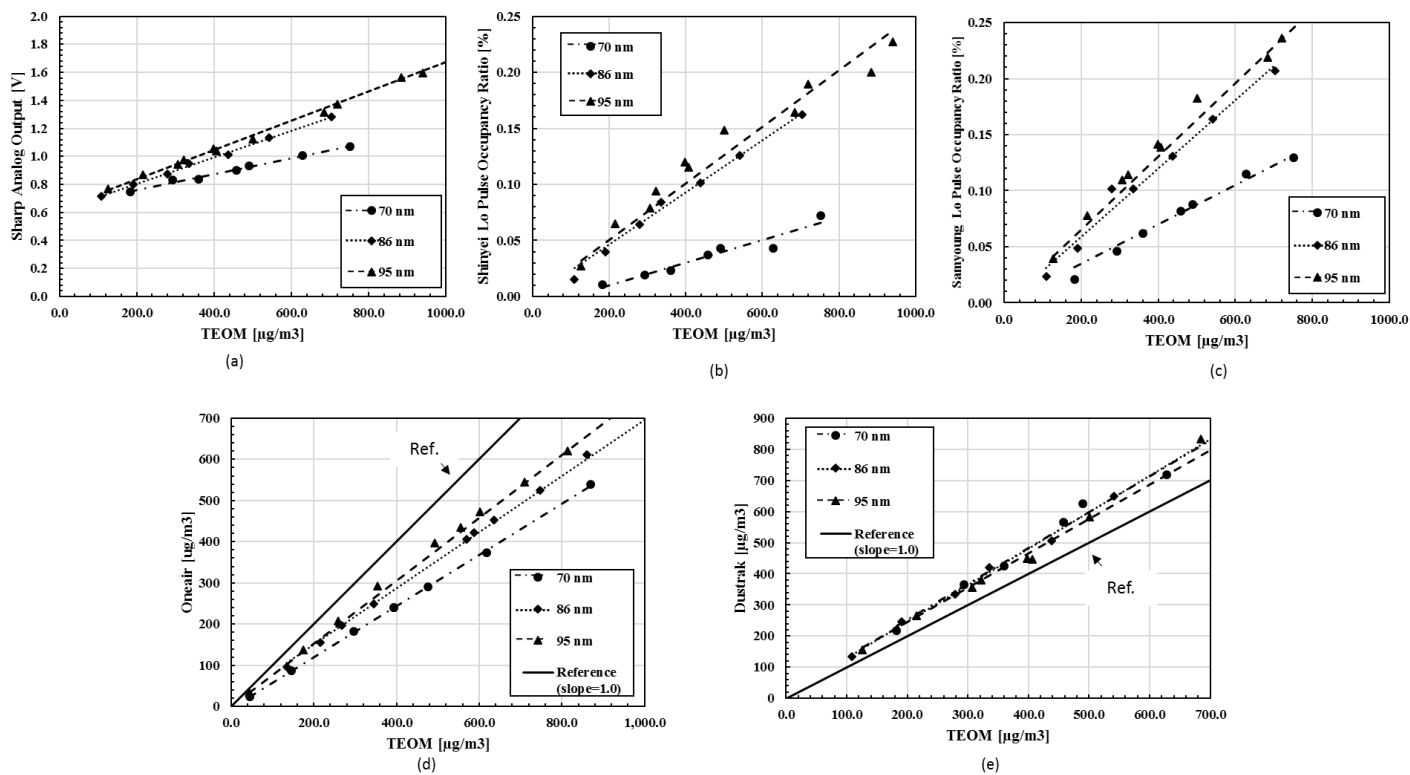 2.0
1.8
1.6
1.4
1.2
1.0
0.8
0.6
0.4
0.2
0.0
Sharp Analog Output [V]
70 nm
86 nm
95 nm
0.0 200.0 400.0 600.0 800.0 1000.0
TEOM [μg/m3]
(a)
0.25
0.20
0.15
0.10
0.05
0.00
Shinyei Lo Pulse Occupancy Ratio [%]
70 nm
86 nm
95 nm
0.0 200.0 400.0 600.0 800.0 1000.0
TEOM [μg/m3]
(b)
0.25
0.20
0.15
0.10
0.05
0.00
Samyoung Lo Pulse Occupancy Ratio [%]
70 nm
86 nm
95 nm
0.0 200.0 400.0 600.0 800.0 1000.0
TEOM [μg/m3]
(c)
700
600
500
400
300
200
100
0
Oneair [ug/m3]
Ref.
70 nm
86 nm
95 nm
Reference
(slope=1.0)
0.0 200.0 400.0 600.0 800.0 1,000.0
TEOM [μg/m3]
(d)
900
800
700
600
500
400
300
200
100
0
Dustrak [μg/m3]
70 nm
86 nm
95 nm
Reference
(slope=1.0)
Ref.
0.0 100.0 200.0 300.0 400.0 500.0 600.0 700.0
TEOM [μg/m3]
(e)